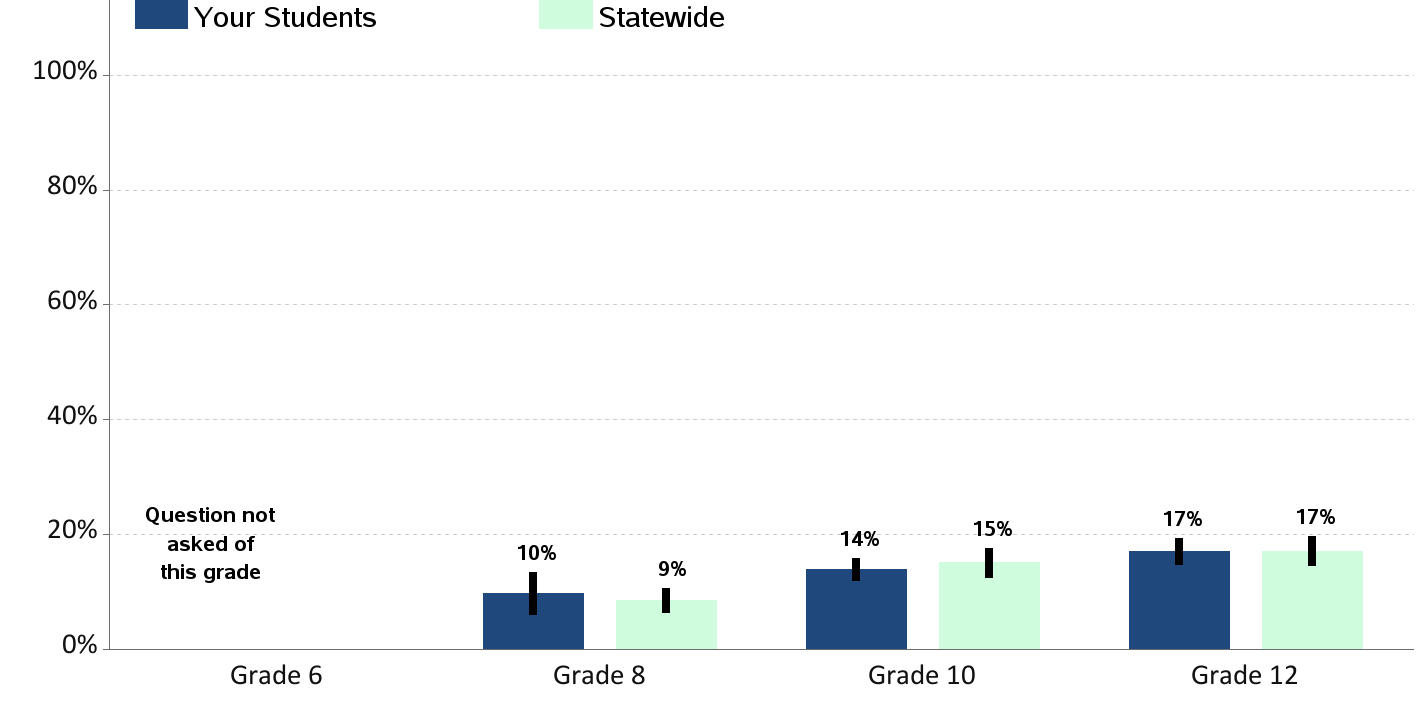 Your Students
Statewide
100%
80%
60%
40%
20%
0%
Question not
asked of
this grade
10%
9%
14%
15%
17%
17%
Grade 6
Grade 8
Grade 10
Grade 12